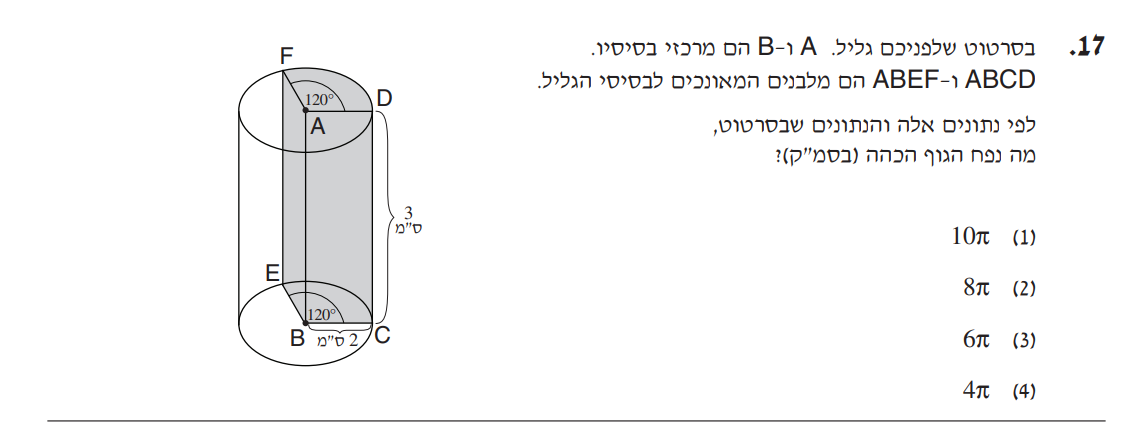 17. בסרטוט שלפניכם גליל. A ו-B הם מרכזי בסיסיו.
ABCD ו-ABEF הם מלבנים המאונכים לבסיסי הגליל.
לפי נתונים אלה והנתונים שבסרטוט,
מה נפח הגוף הכהה (בסמ"ק)?
(1) 10π
(2) 8π
(3) 6π
(4) 4π
F
120°
D
A
3
ס"מ
E
120°
B
2 ס"מ
C